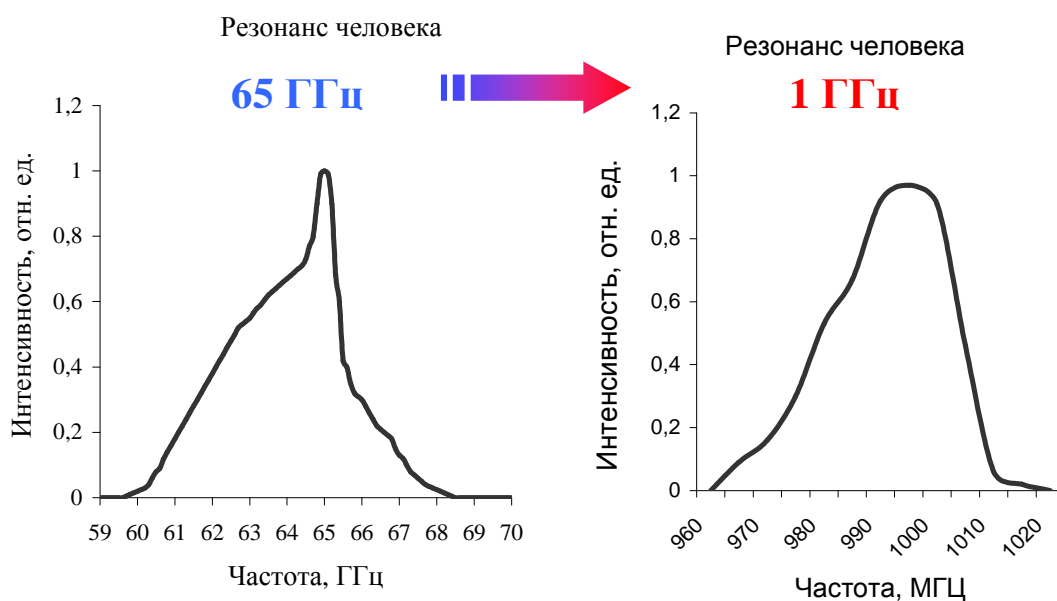 Резонанс человека
65 ГГц
Интенсивность, отн. ед.
1,2
1
0,8
0,6
0,4
0,2
0
59 60 61 62 63 64 65 66 67 68 69 70
Частота, ГГц
Резонанс человека
1 ГГц
Интенсивность, отн. ед.
1,2
1
0,8
0,6
0,4
0,2
0
960 970 980 990 1000 1010 1020
Частота, МГЦ